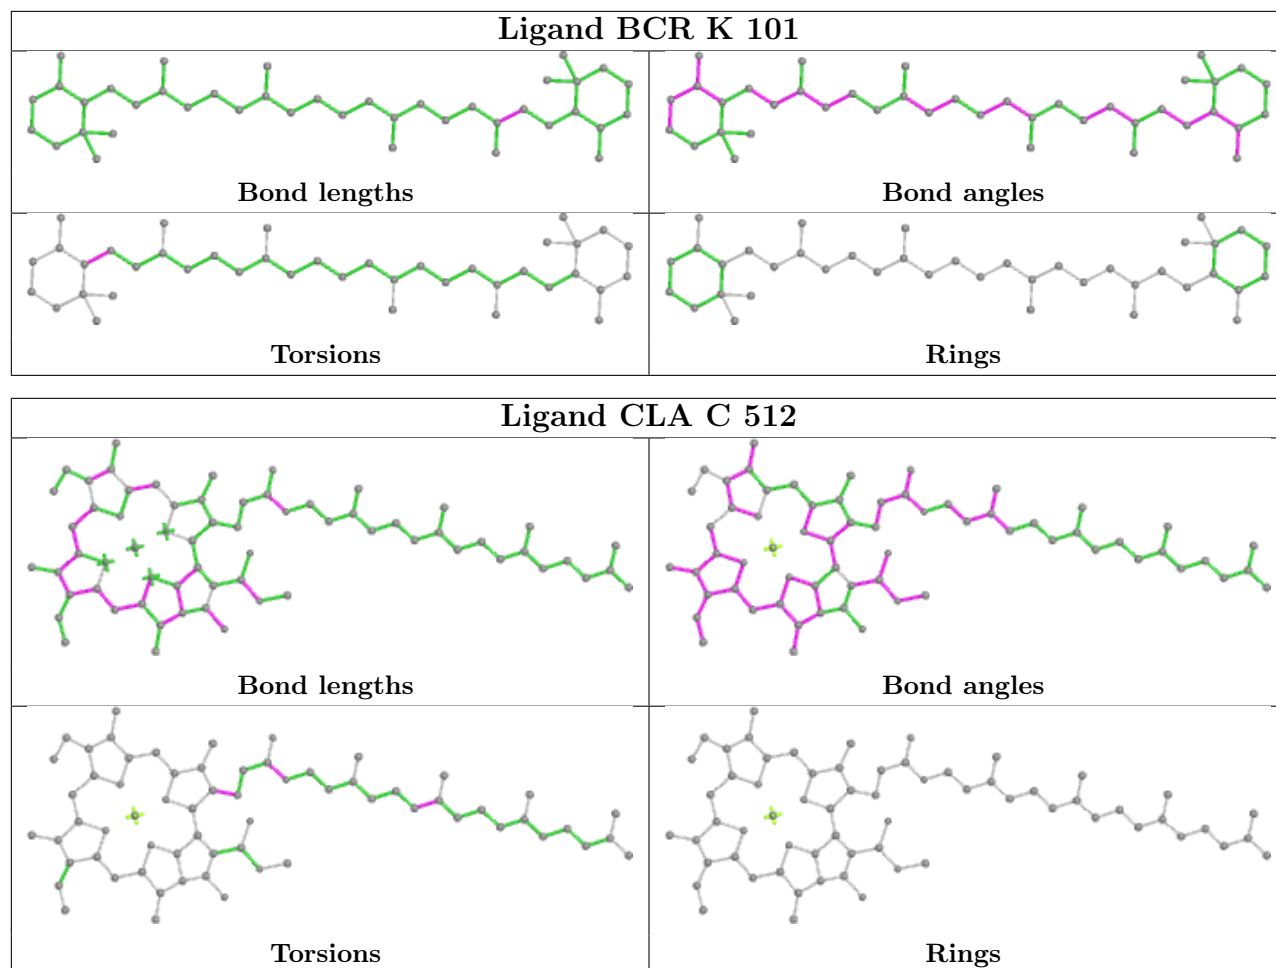 Ligand BCR K 101
Bond lengths
Bond angles
Torsions
Rings
Ligand CLA C 512
Bond lengths
Bond angles
Torsions
Rings